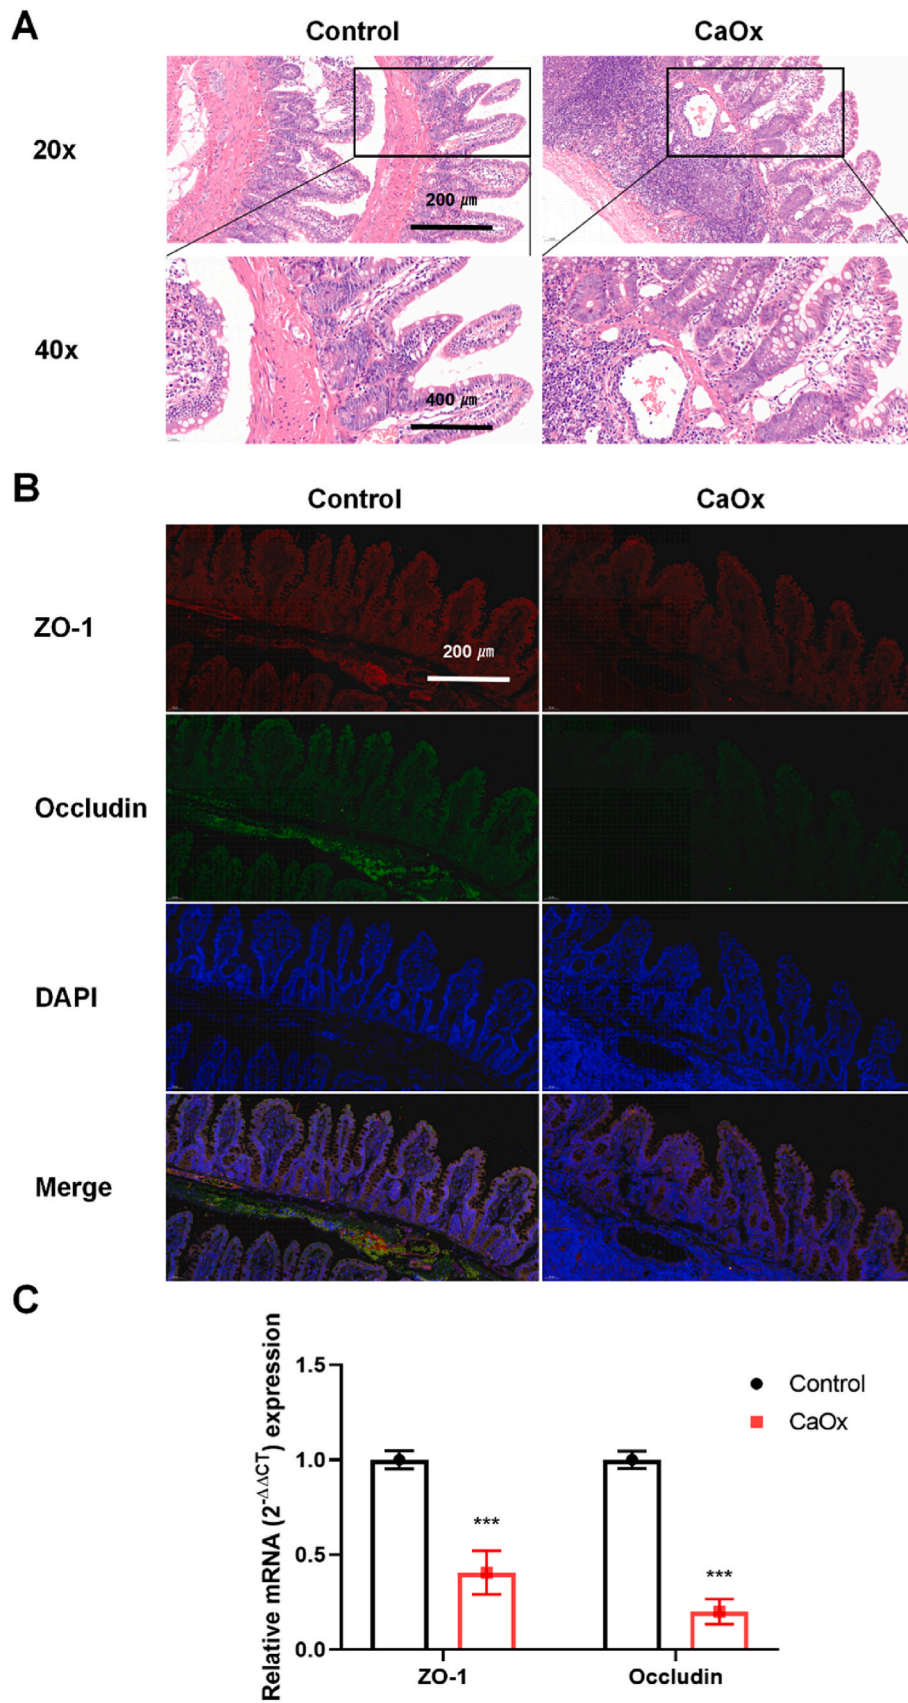 A
Control CaOx
20x
200 μm
40x
400 μm
B
Control CaOx
ZO-1
200 μm
Occludin
DAPI
Merge
C
Relative mRNA (2^-ΔΔCT) expression
1.5
1.0
0.5
0.0
Control
CaOx
***
***
ZO-1 Occludin